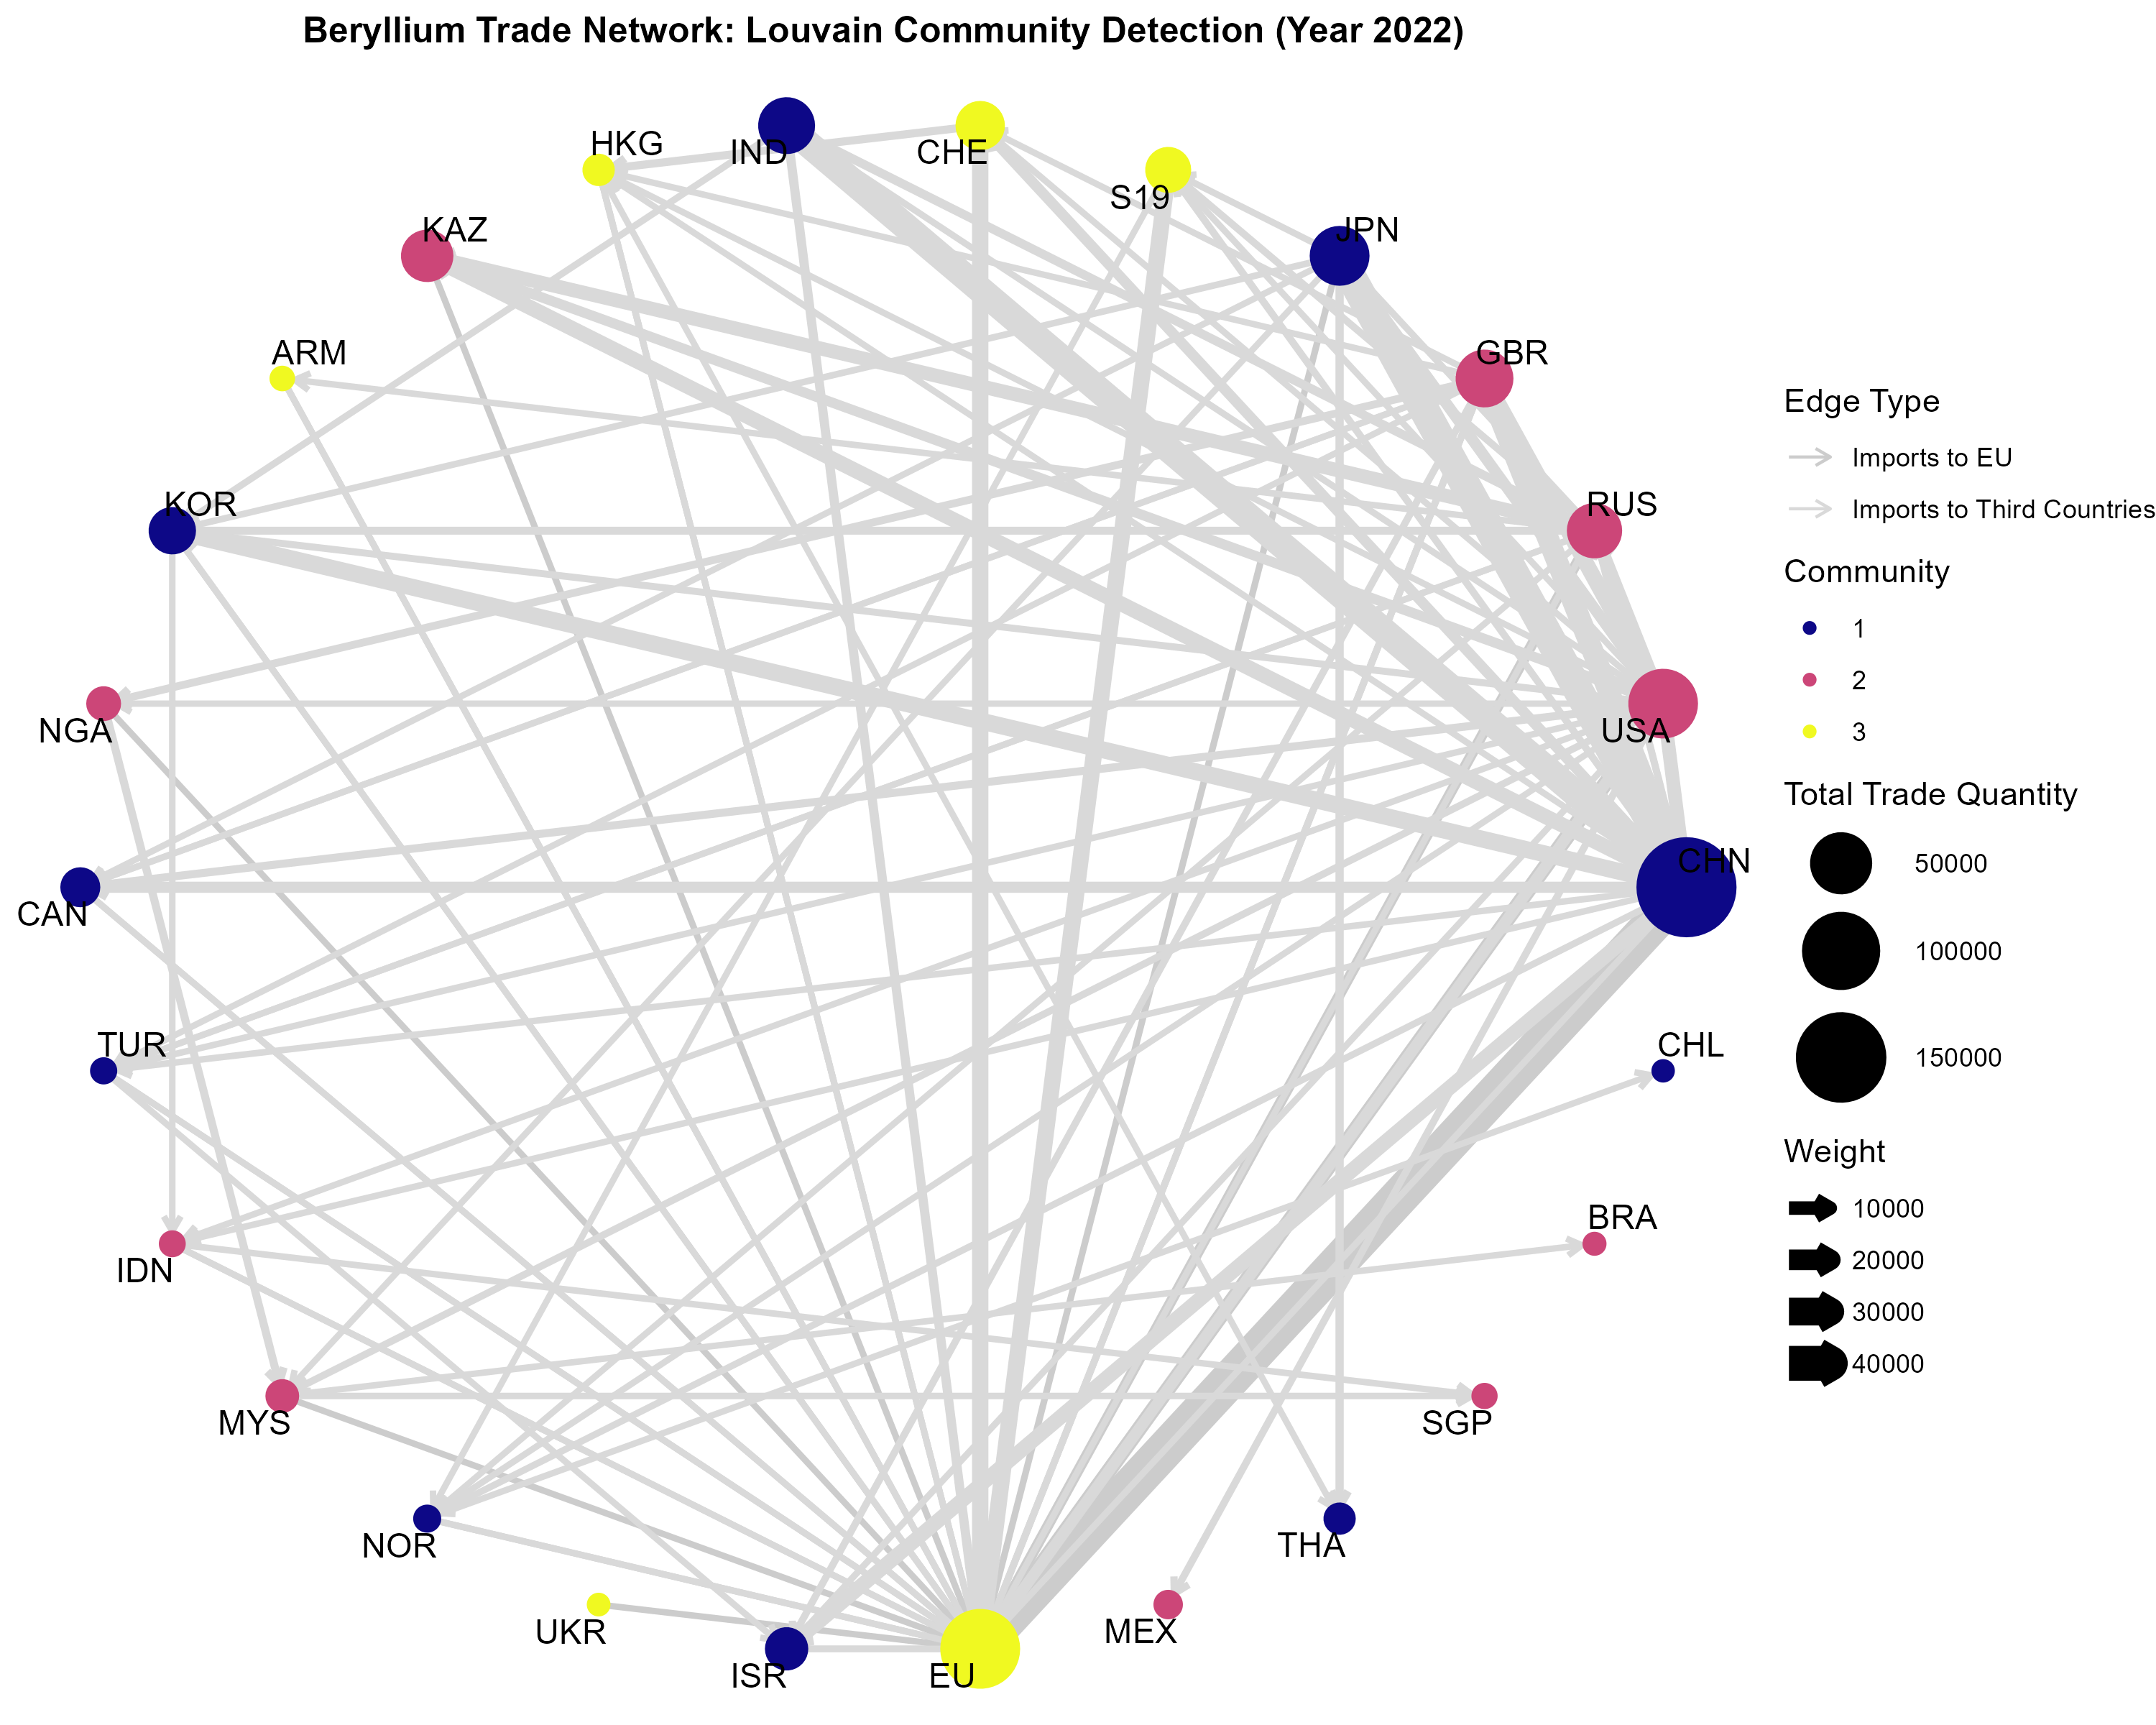 Beryllium Trade Network: Louvain Community Detection (Year 2022)
IND
CHE
HKG
S19
KAZ
JPN
ARM
GBR
KOR
RUS
NGA
USA
CAN
CHN
TUR
CHL
IDN
BRA
MYS
SGP
NOR
THA
UKR
MEX
ISR
EU
Edge Type
Imports to EU
Imports to Third Countries
Community
1
2
3
Total Trade Quantity
50000
100000
150000
Weight
10000
20000
30000
40000